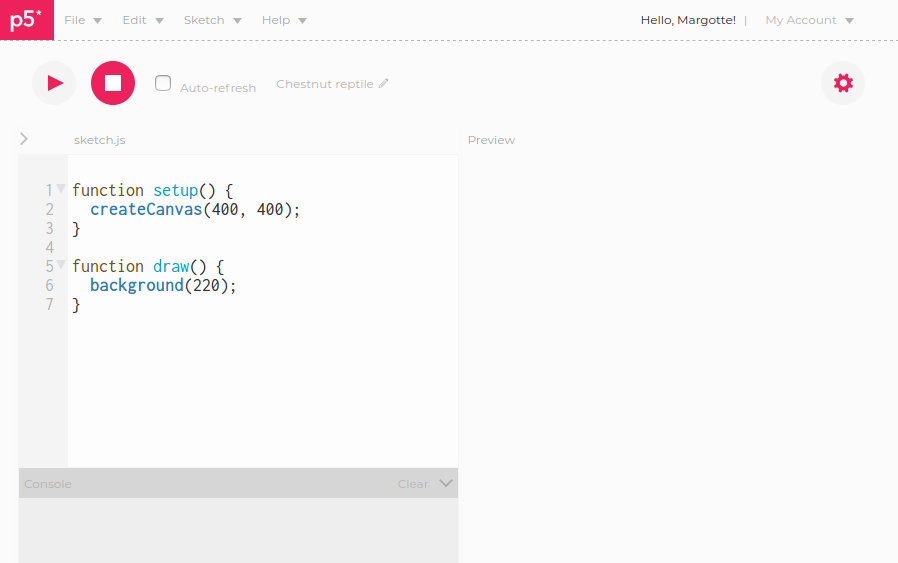 p5*
File Edit Sketch Help Hello, Margotte! | My Account
Auto-refresh Chestnut reptile
sketch.js Preview
1 function setup() {
2   createCanvas(400, 400);
3 }
4
5 function draw() {
6   background(220);
7 }
Console Clear